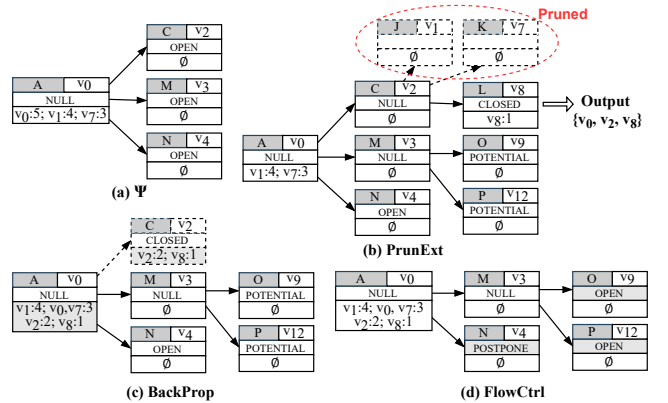 C v2
OPEN
Ø
A v0
NULL
v0:5; v1:4; v7:3
M v3
OPEN
Ø
N v4
OPEN
Ø
(a) Ψ
Pruned
J v1
Ø
K v7
Ø
C v2
NULL
Ø
L v8
CLOSED
v8:1
Output
{v0, v2, v8}
A v0
NULL
v1:4; v7:3
M v3
NULL
Ø
O v9
POTENTIAL
Ø
N v4
OPEN
Ø
P v12
POTENTIAL
Ø
(b) PrunExt
C v2
CLOSED
v2:2; v8:1
A v0
NULL
v1:4; v0,v7:3
v2:2; v8:1
M v3
NULL
Ø
O v9
POTENTIAL
Ø
N v4
OPEN
Ø
P v12
POTENTIAL
Ø
(c) BackProp
A v0
NULL
v1:4; v0, v7:3
v2:2; v8:1
M v3
NULL
Ø
O v9
OPEN
Ø
N v4
POSTPONE
Ø
P v12
OPEN
Ø
(d) FlowCtrl